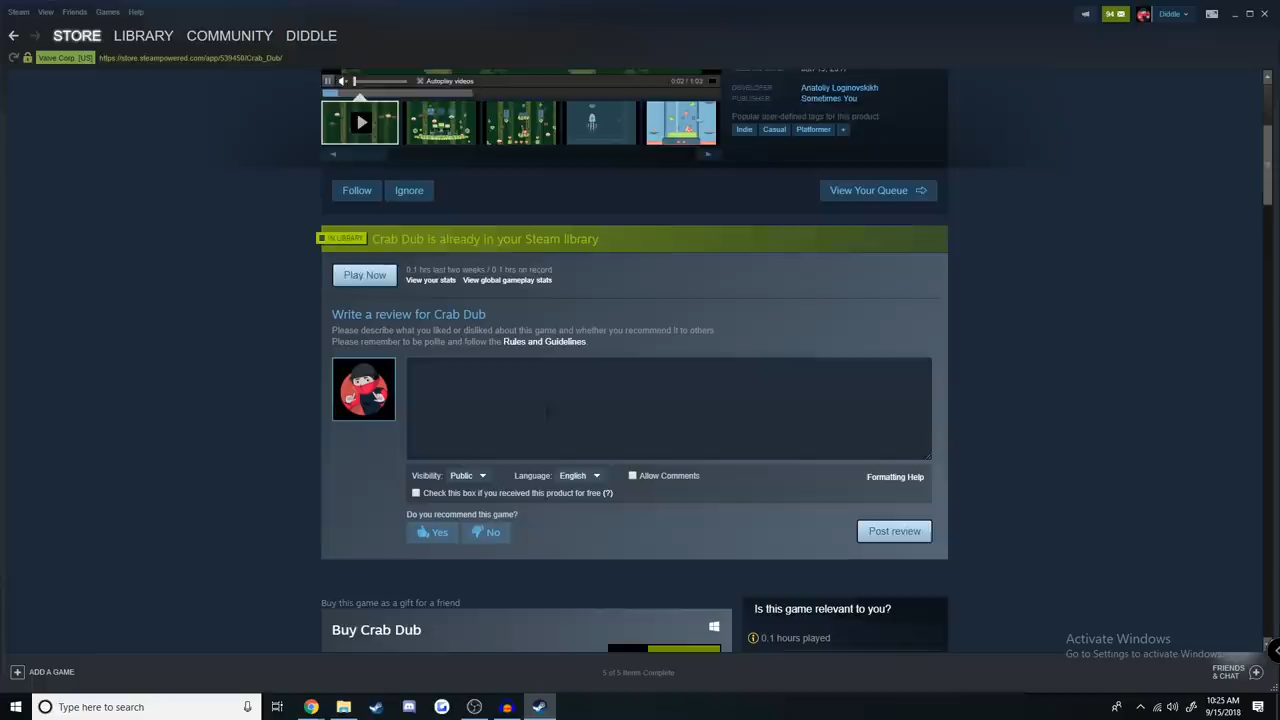 Steam View Friends Games Help
94
Diddle
STORE LIBRARY COMMUNITY DIDDLE
Valve Corp. [US] https://store.steampowered.com/app/539450/Crab_Dub/
Autoplay videos
0:02 / 1:03
DEVELOPER: Anatoliy Loginovskikh
PUBLISHER: Sometimes You
Popular user-defined tags for this product
Indie Casual Platformer +
Follow Ignore
View Your Queue
IN LIBRARY
Crab Dub is already in your Steam library
Play Now
0.1 hrs last two weeks / 0.1 hrs on record
View your stats View global gameplay stats
Write a review for Crab Dub
Please describe what you liked or disliked about this game and whether you recommend it to others
Please remember to be polite and follow the Rules and Guidelines
Visibility: Public
Language: English
Allow Comments
Formatting Help
Check this box if you received this product for free (?)
Do you recommend this game?
Yes No
Post review
Buy this game as a gift for a friend
Buy Crab Dub
Is this game relevant to you?
0.1 hours played
Activate Windows
Go to Settings to activate Windows.
ADD A GAME
5 of 5 Items Complete
FRIENDS
& CHAT
Type here to search
10:25 AM
9/15/2018